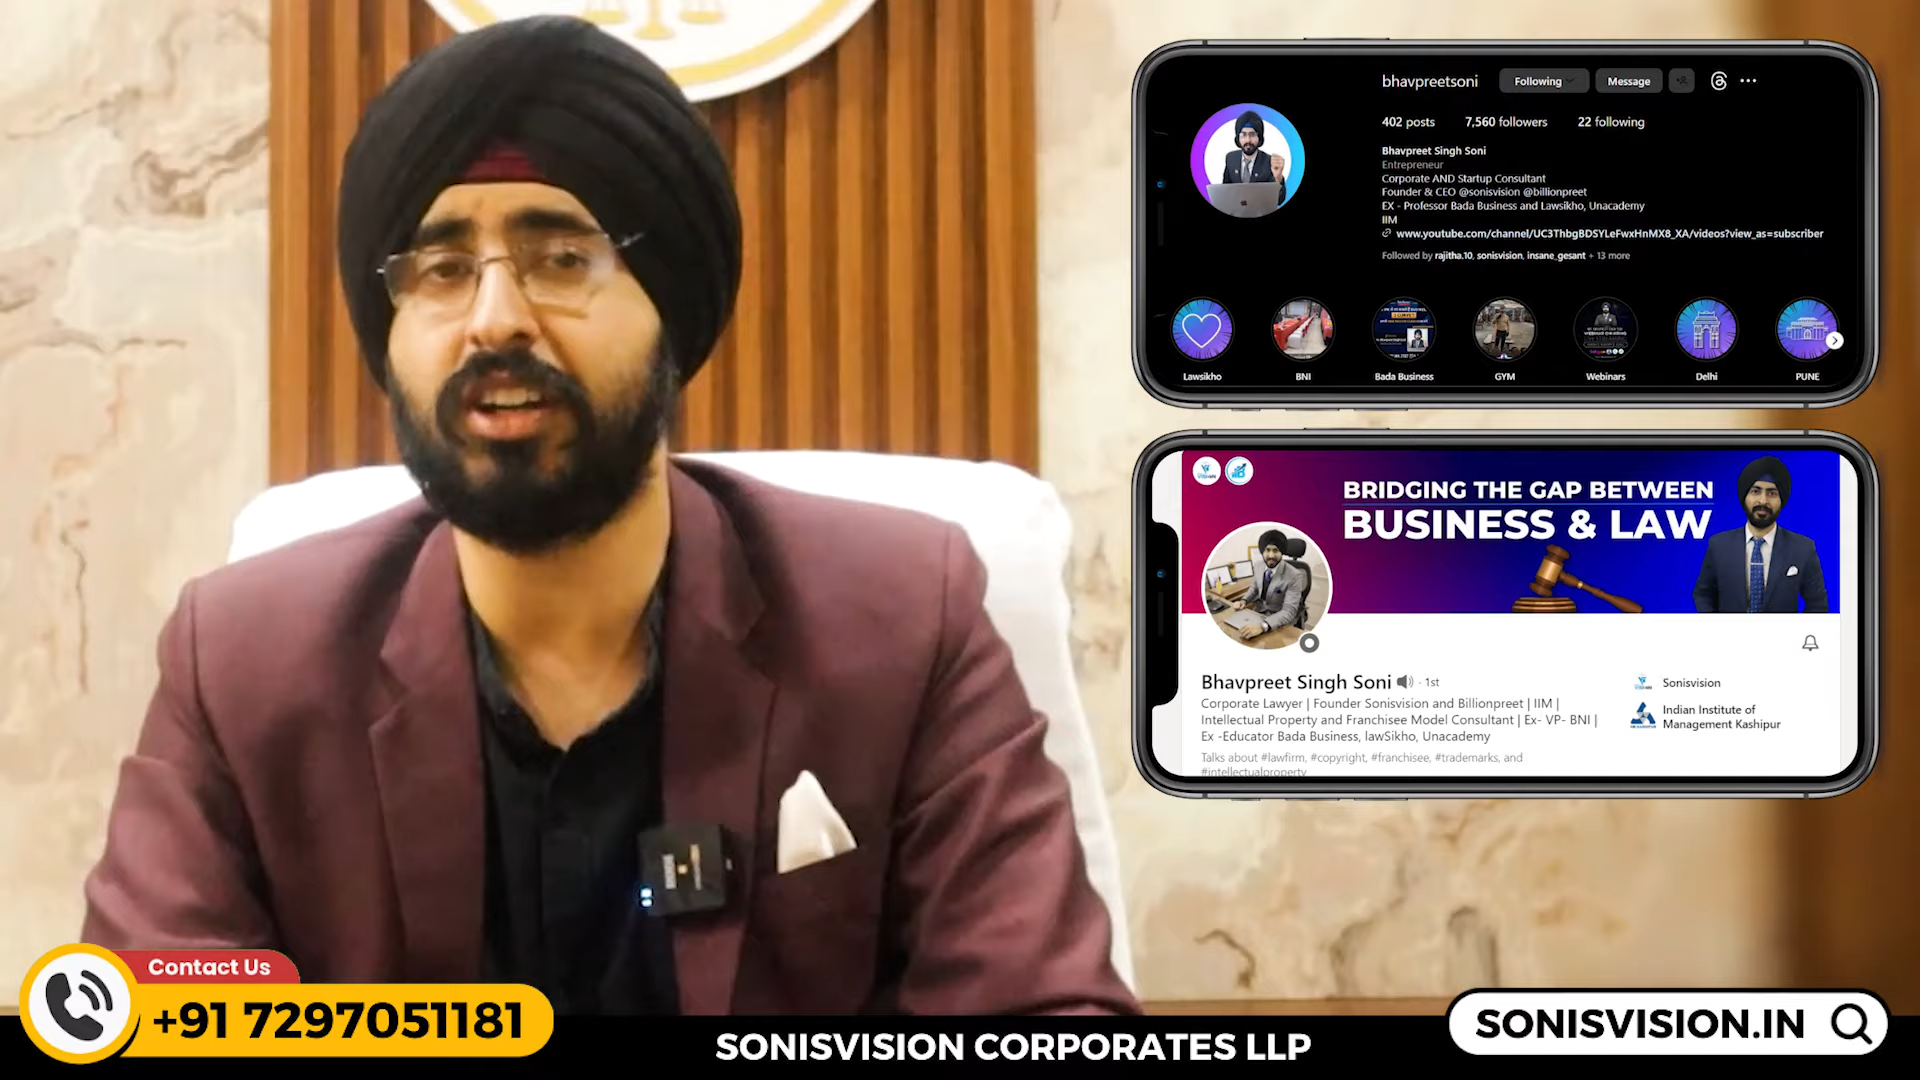 bhavpreetsoni Following Message
402 posts 7,560 followers 22 following
Bhavpreet Singh Soni
Entrepreneur
Corporate AND Startup Consultant
Founder & CEO @sonisvision @billionpreet
EX - Professor Bada Business and Lawsikho, Unacademy
IIM
www.youtube.com/channel/UC3ThbgBDSYLeFwxHnMX8_XA/videos?view_as=subscriber
Followed by rajitha.10, sonisvision, insane_gesant + 13 more
Lawsikho BNI Bada Business GYM Webinars Delhi PUNE
BRIDGING THE GAP BETWEEN
BUSINESS & LAW
Bhavpreet Singh Soni · 1st
Corporate Lawyer | Founder Sonisvision and Billionpreet | IIM |
Intellectual Property and Franchisee Model Consultant | Ex- VP- BNI |
Ex -Educator Bada Business, lawSikho, Unacademy
Talks about #lawfirm, #copyright, #franchisee, #trademarks, and
#intellectualproperty
Sonisvision
Indian Institute of
Management Kashipur
Contact Us
+91 7297051181
SONISVISION CORPORATES LLP
SONISVISION.IN